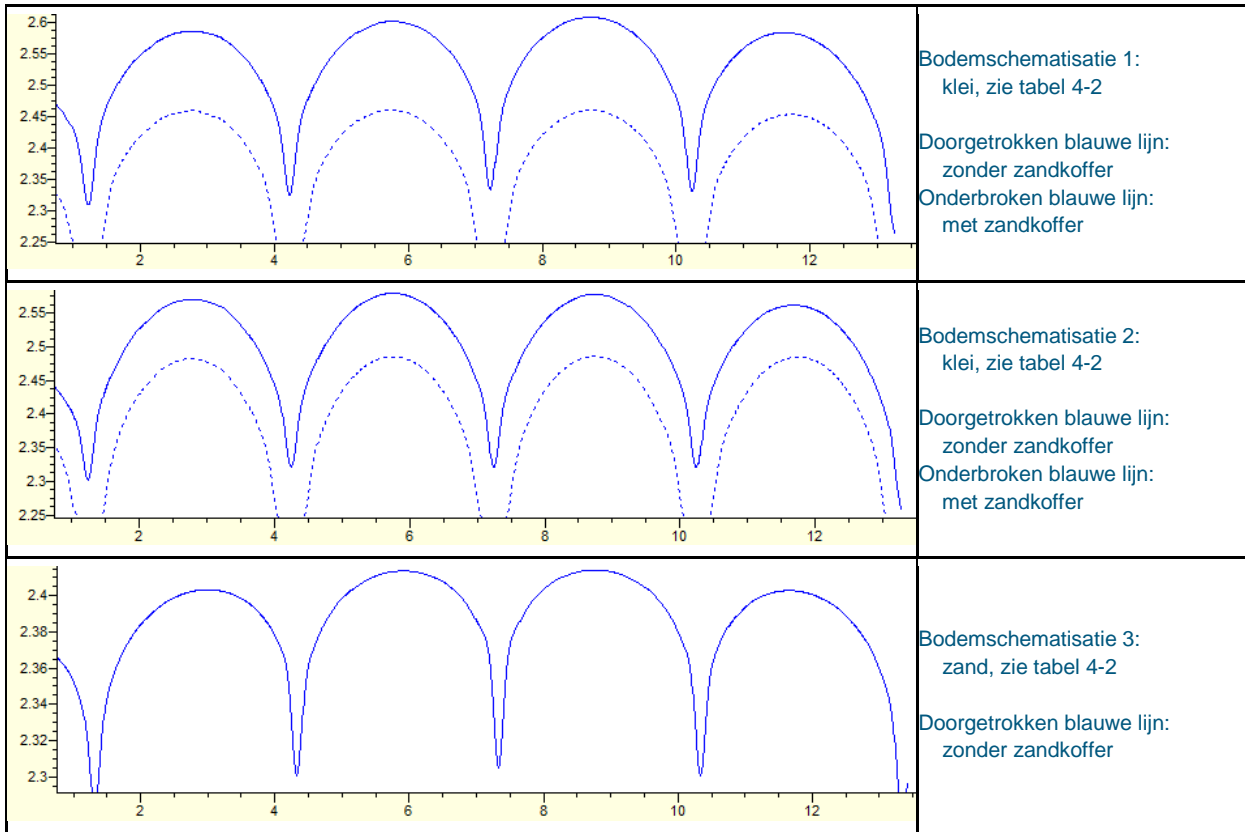 2.6
2.55
2.5
2.45
2.4
2.35
2.3
2.25
2 4 6 8 10 12
Bodemschematisatie 1:
klei, zie tabel 4-2
Doorgetrokken blauwe lijn:
zonder zandkoffer
Onderbroken blauwe lijn:
met zandkoffer
2.55
2.5
2.45
2.4
2.35
2.3
2.25
2 4 6 8 10 12
Bodemschematisatie 2:
klei, zie tabel 4-2
Doorgetrokken blauwe lijn:
zonder zandkoffer
Onderbroken blauwe lijn:
met zandkoffer
2.4
2.38
2.36
2.34
2.32
2.3
2 4 6 8 10 12
Bodemschematisatie 3:
zand, zie tabel 4-2
Doorgetrokken blauwe lijn:
zonder zandkoffer